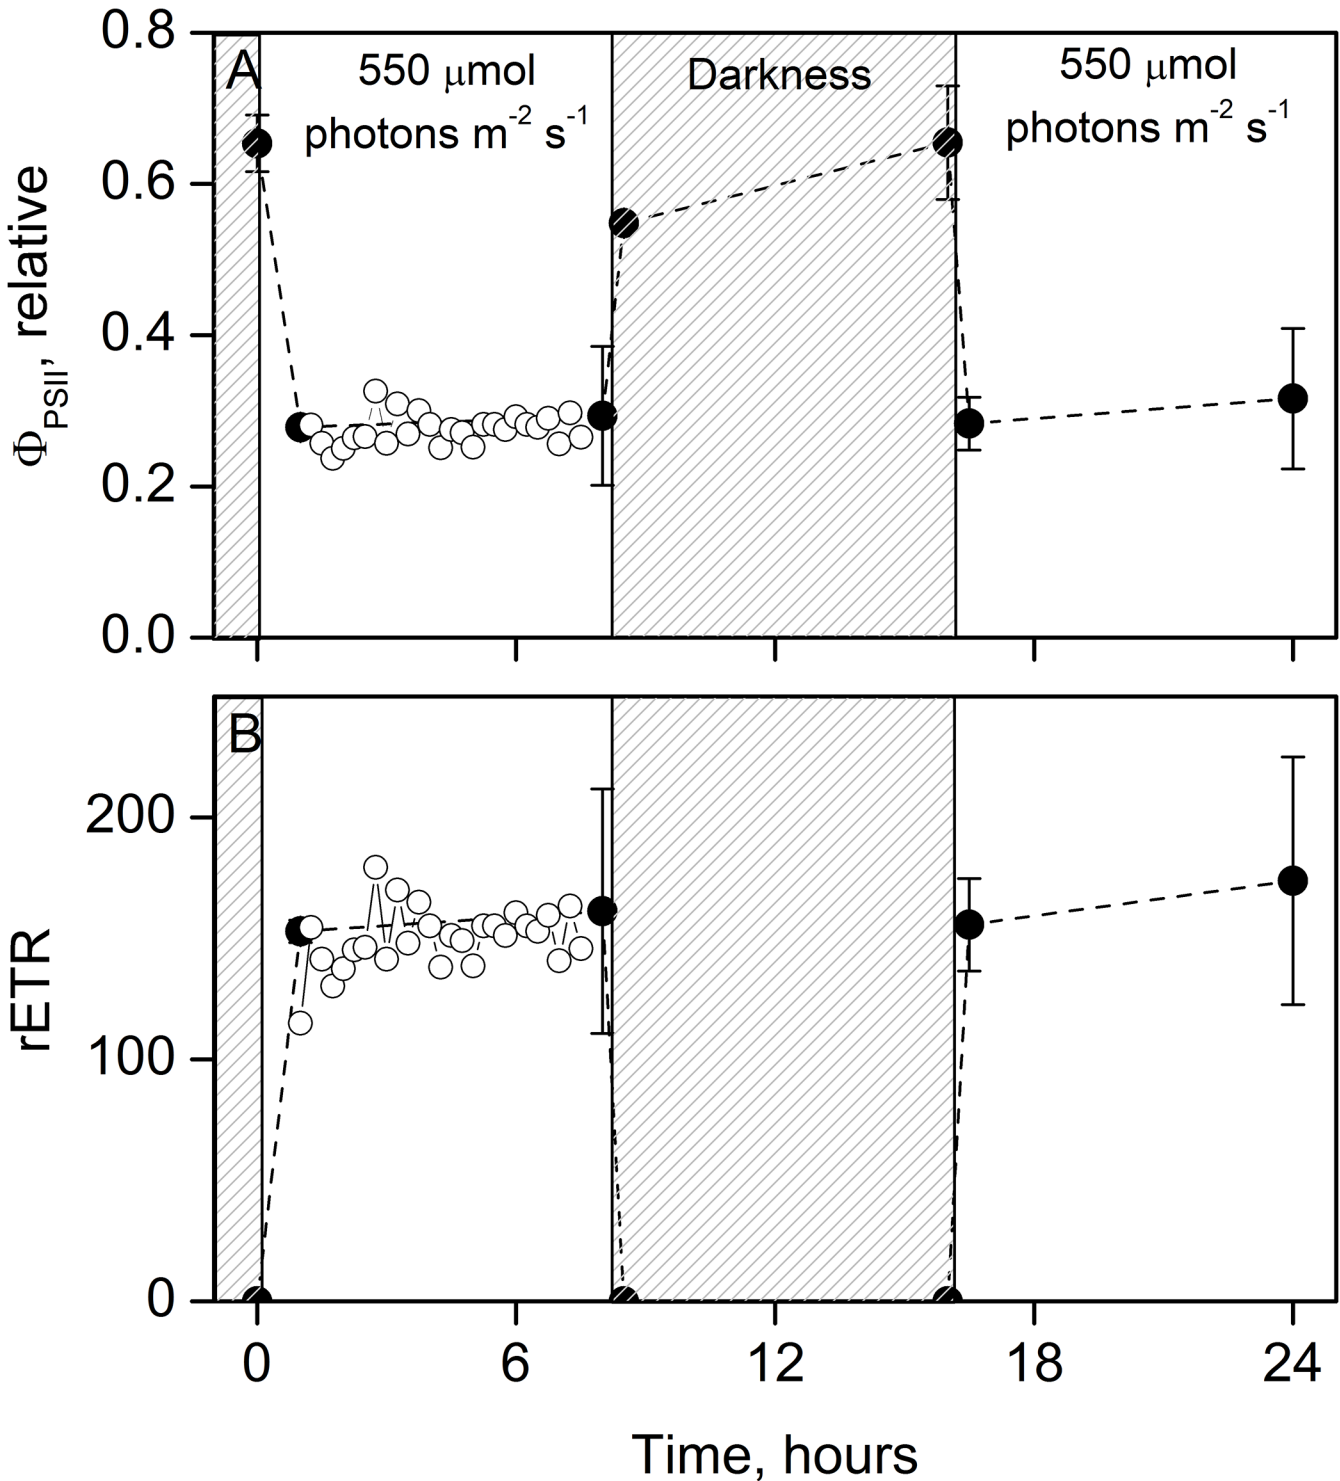 0.8
A
550 μmol
photons m-2 s-1
Darkness
550 μmol
photons m-2 s-1
0.6
0.4
0.2
0.0
ΦPSII, relative
B
200
100
0
rETR
0 6 12 18 24
Time, hours